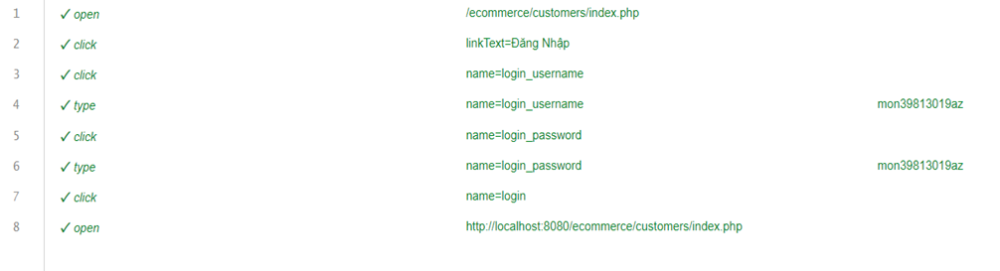 1 ✓ open /ecommerce/customers/index.php
2 ✓ click linkText=Đăng Nhập
3 ✓ click name=login_username
4 ✓ type name=login_username mon39813019az
5 ✓ click name=login_password
6 ✓ type name=login_password mon39813019az
7 ✓ click name=login
8 ✓ open http://localhost:8080/ecommerce/customers/index.php